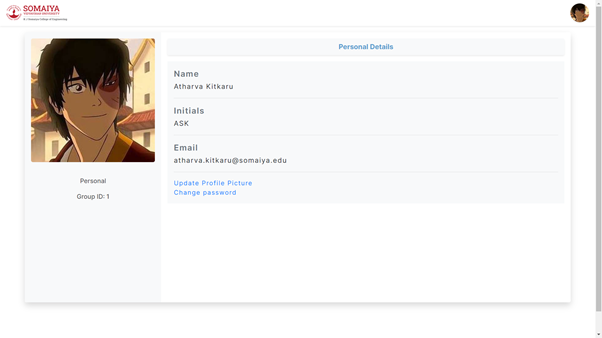 SOMAIYA
VIDYAVIHAR UNIVERSITY
K J Somaiya College of Engineering
Personal Details
Name
Atharva Kitkaru
Initials
ASK
Email
atharva.kitkaru@somaiya.edu
Update Profile Picture
Change password
Personal
Group ID: 1